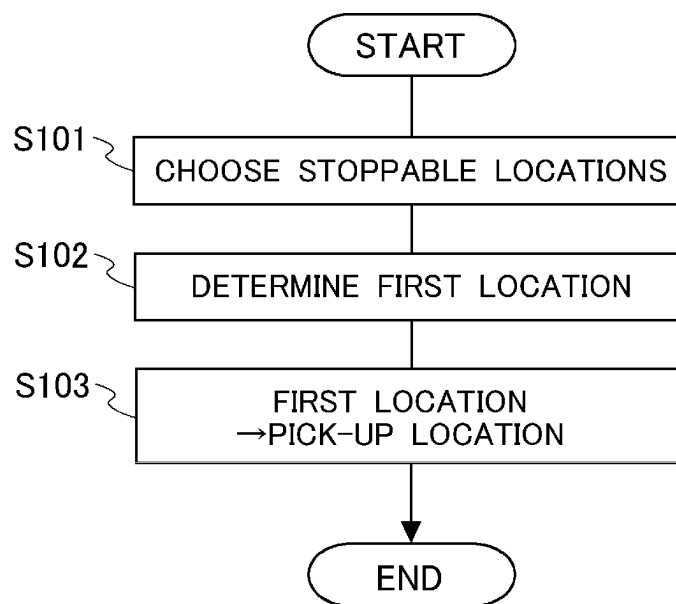 START
S101
CHOOSE STOPPABLE LOCATIONS
S102
DETERMINE FIRST LOCATION
S103
FIRST LOCATION
→PICK-UP LOCATION
END